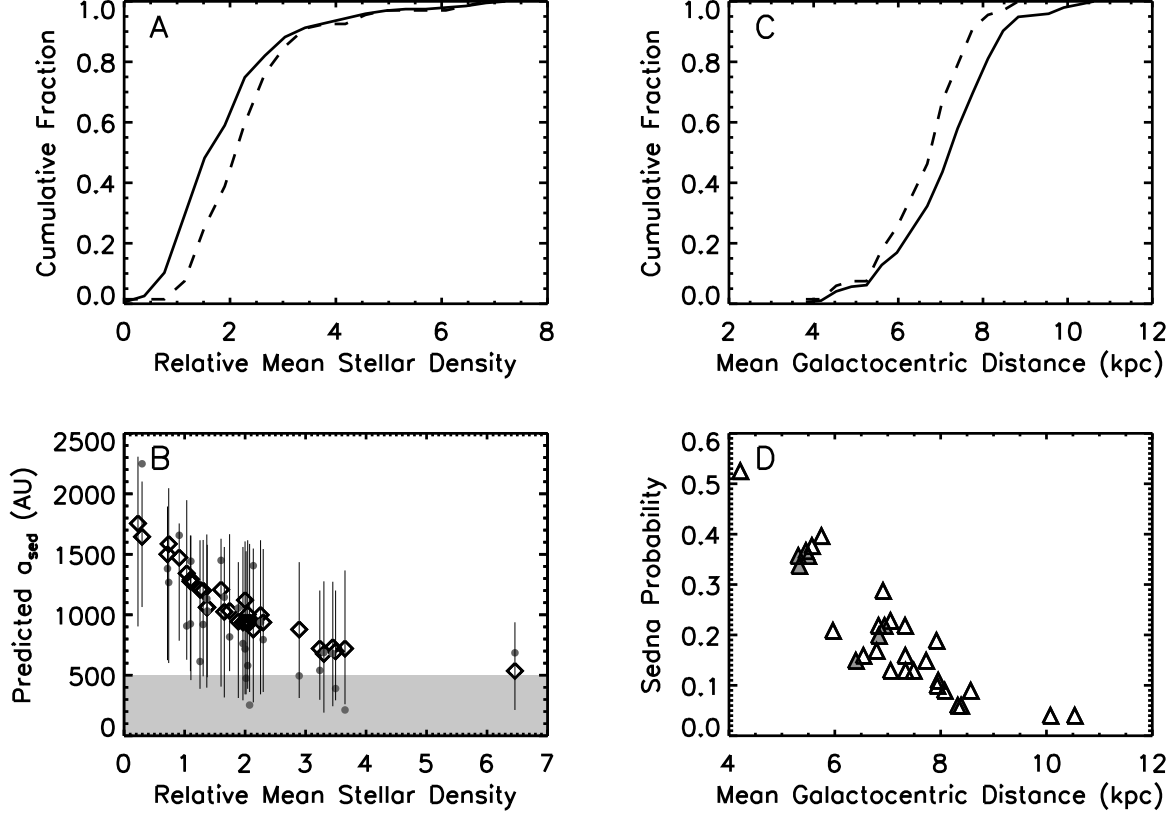 A
1.0
0.8
0.6
0.4
0.2
0.0
Cumulative Fraction
0 2 4 6 8
Relative Mean Stellar Density
C
1.0
0.8
0.6
0.4
0.2
0.0
Cumulative Fraction
2 4 6 8 10 12
Mean Galactocentric Distance (kpc)
B
2500
2000
1500
1000
500
0
Predicted a_sed (AU)
0 1 2 3 4 5 6 7
Relative Mean Stellar Density
D
0.6
0.5
0.4
0.3
0.2
0.1
0.0
Sedna Probability
4 6 8 10 12
Mean Galactocentric Distance (kpc)